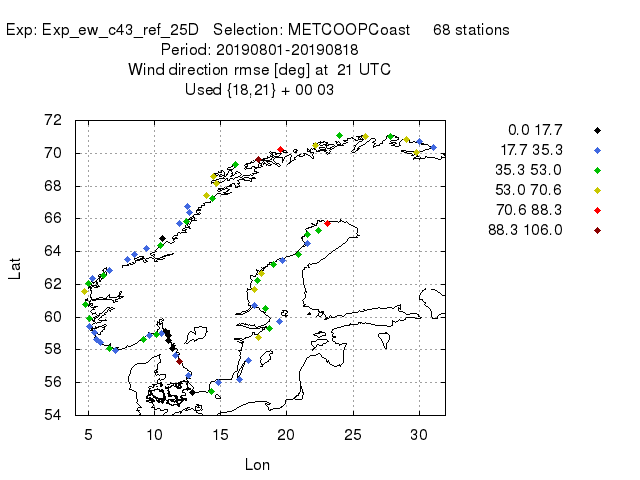 Exp: Exp_ew_c43_ref_25D Selection: METCOOPCoast 68 stations
Period: 20190801-20190818
Wind direction rmse [deg] at 21 UTC
Used {18,21} + 00 03
72
70
68
66
64
62
60
58
56
54
Lat
5 10 15 20 25 30
Lon
0.0 17.7
17.7 35.3
35.3 53.0
53.0 70.6
70.6 88.3
88.3 106.0